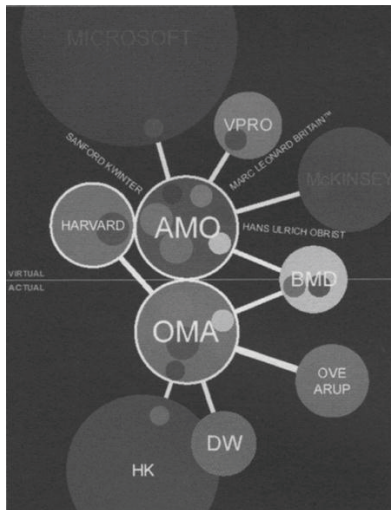 MICROSOFT
VPRO
SANFORD KWINTER
MARC LEONARD BRITAIN™
McKINSEY
HARVARD
AMO
HANS ULRICH OBRIST
VIRTUAL
ACTUAL
BMD
OMA
OVE
ARUP
DW
HK